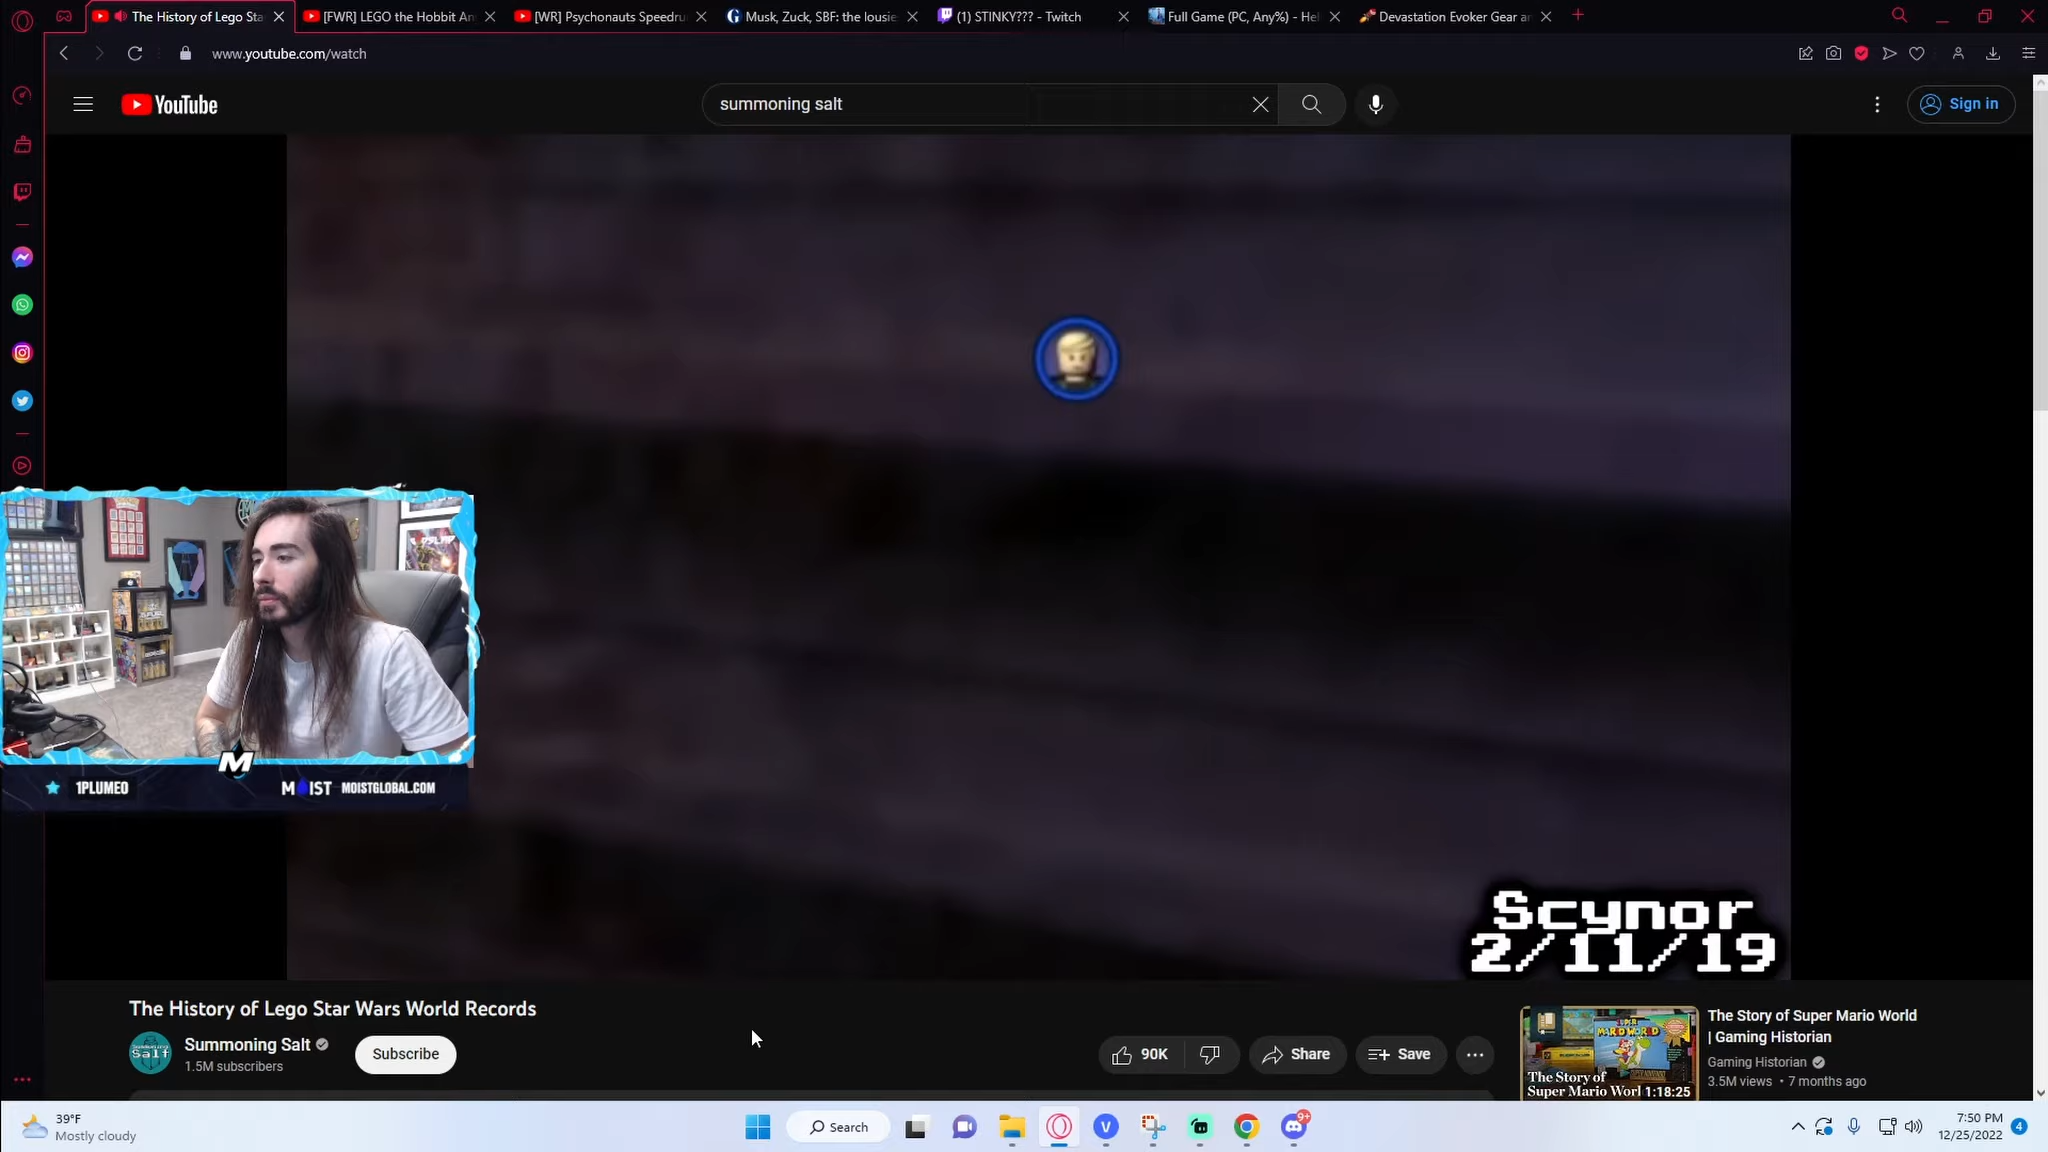 The History of Lego Sta
[FWR] LEGO the Hobbit An
[WR] Psychonauts Speedru
Musk, Zuck, SBF: the lousie
(1) STINKY??? - Twitch
Full Game (PC, Any%) - Hel
Devastation Evoker Gear a
www.youtube.com/watch
YouTube
summoning salt
Sign in
M
1PLUMEO
MOIST
MOISTGLOBAL.COM
Scynor
2/11/19
The History of Lego Star Wars World Records
Summoning Salt
1.5M subscribers
Subscribe
90K
Share
Save
The Story of
Super Mario Worl
1:18:25
The Story of Super Mario World
| Gaming Historian
Gaming Historian
3.5M views • 7 months ago
39°F
Mostly cloudy
Search
V
9+
7:50 PM
12/25/2022
4